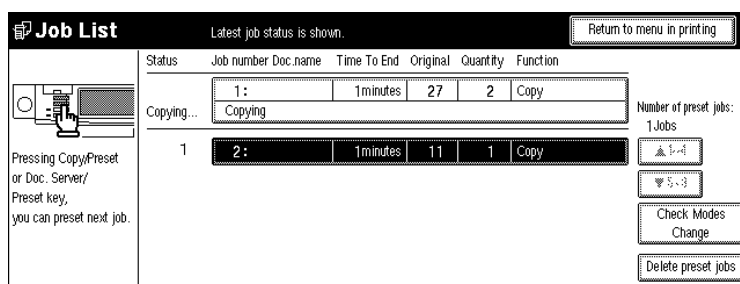 Job List
Latest job status is shown.
Return to menu in printing
Status Job number Doc.name Time To End Original Quantity Function
1: 1minutes 27 2 Copy
Copying... Copying
1 2: 1minutes 11 1 Copy
Pressing Copy/Preset
or Doc. Server/
Preset key,
you can preset next job.
Number of preset jobs:
1Jobs
Check Modes
Change
Delete preset jobs